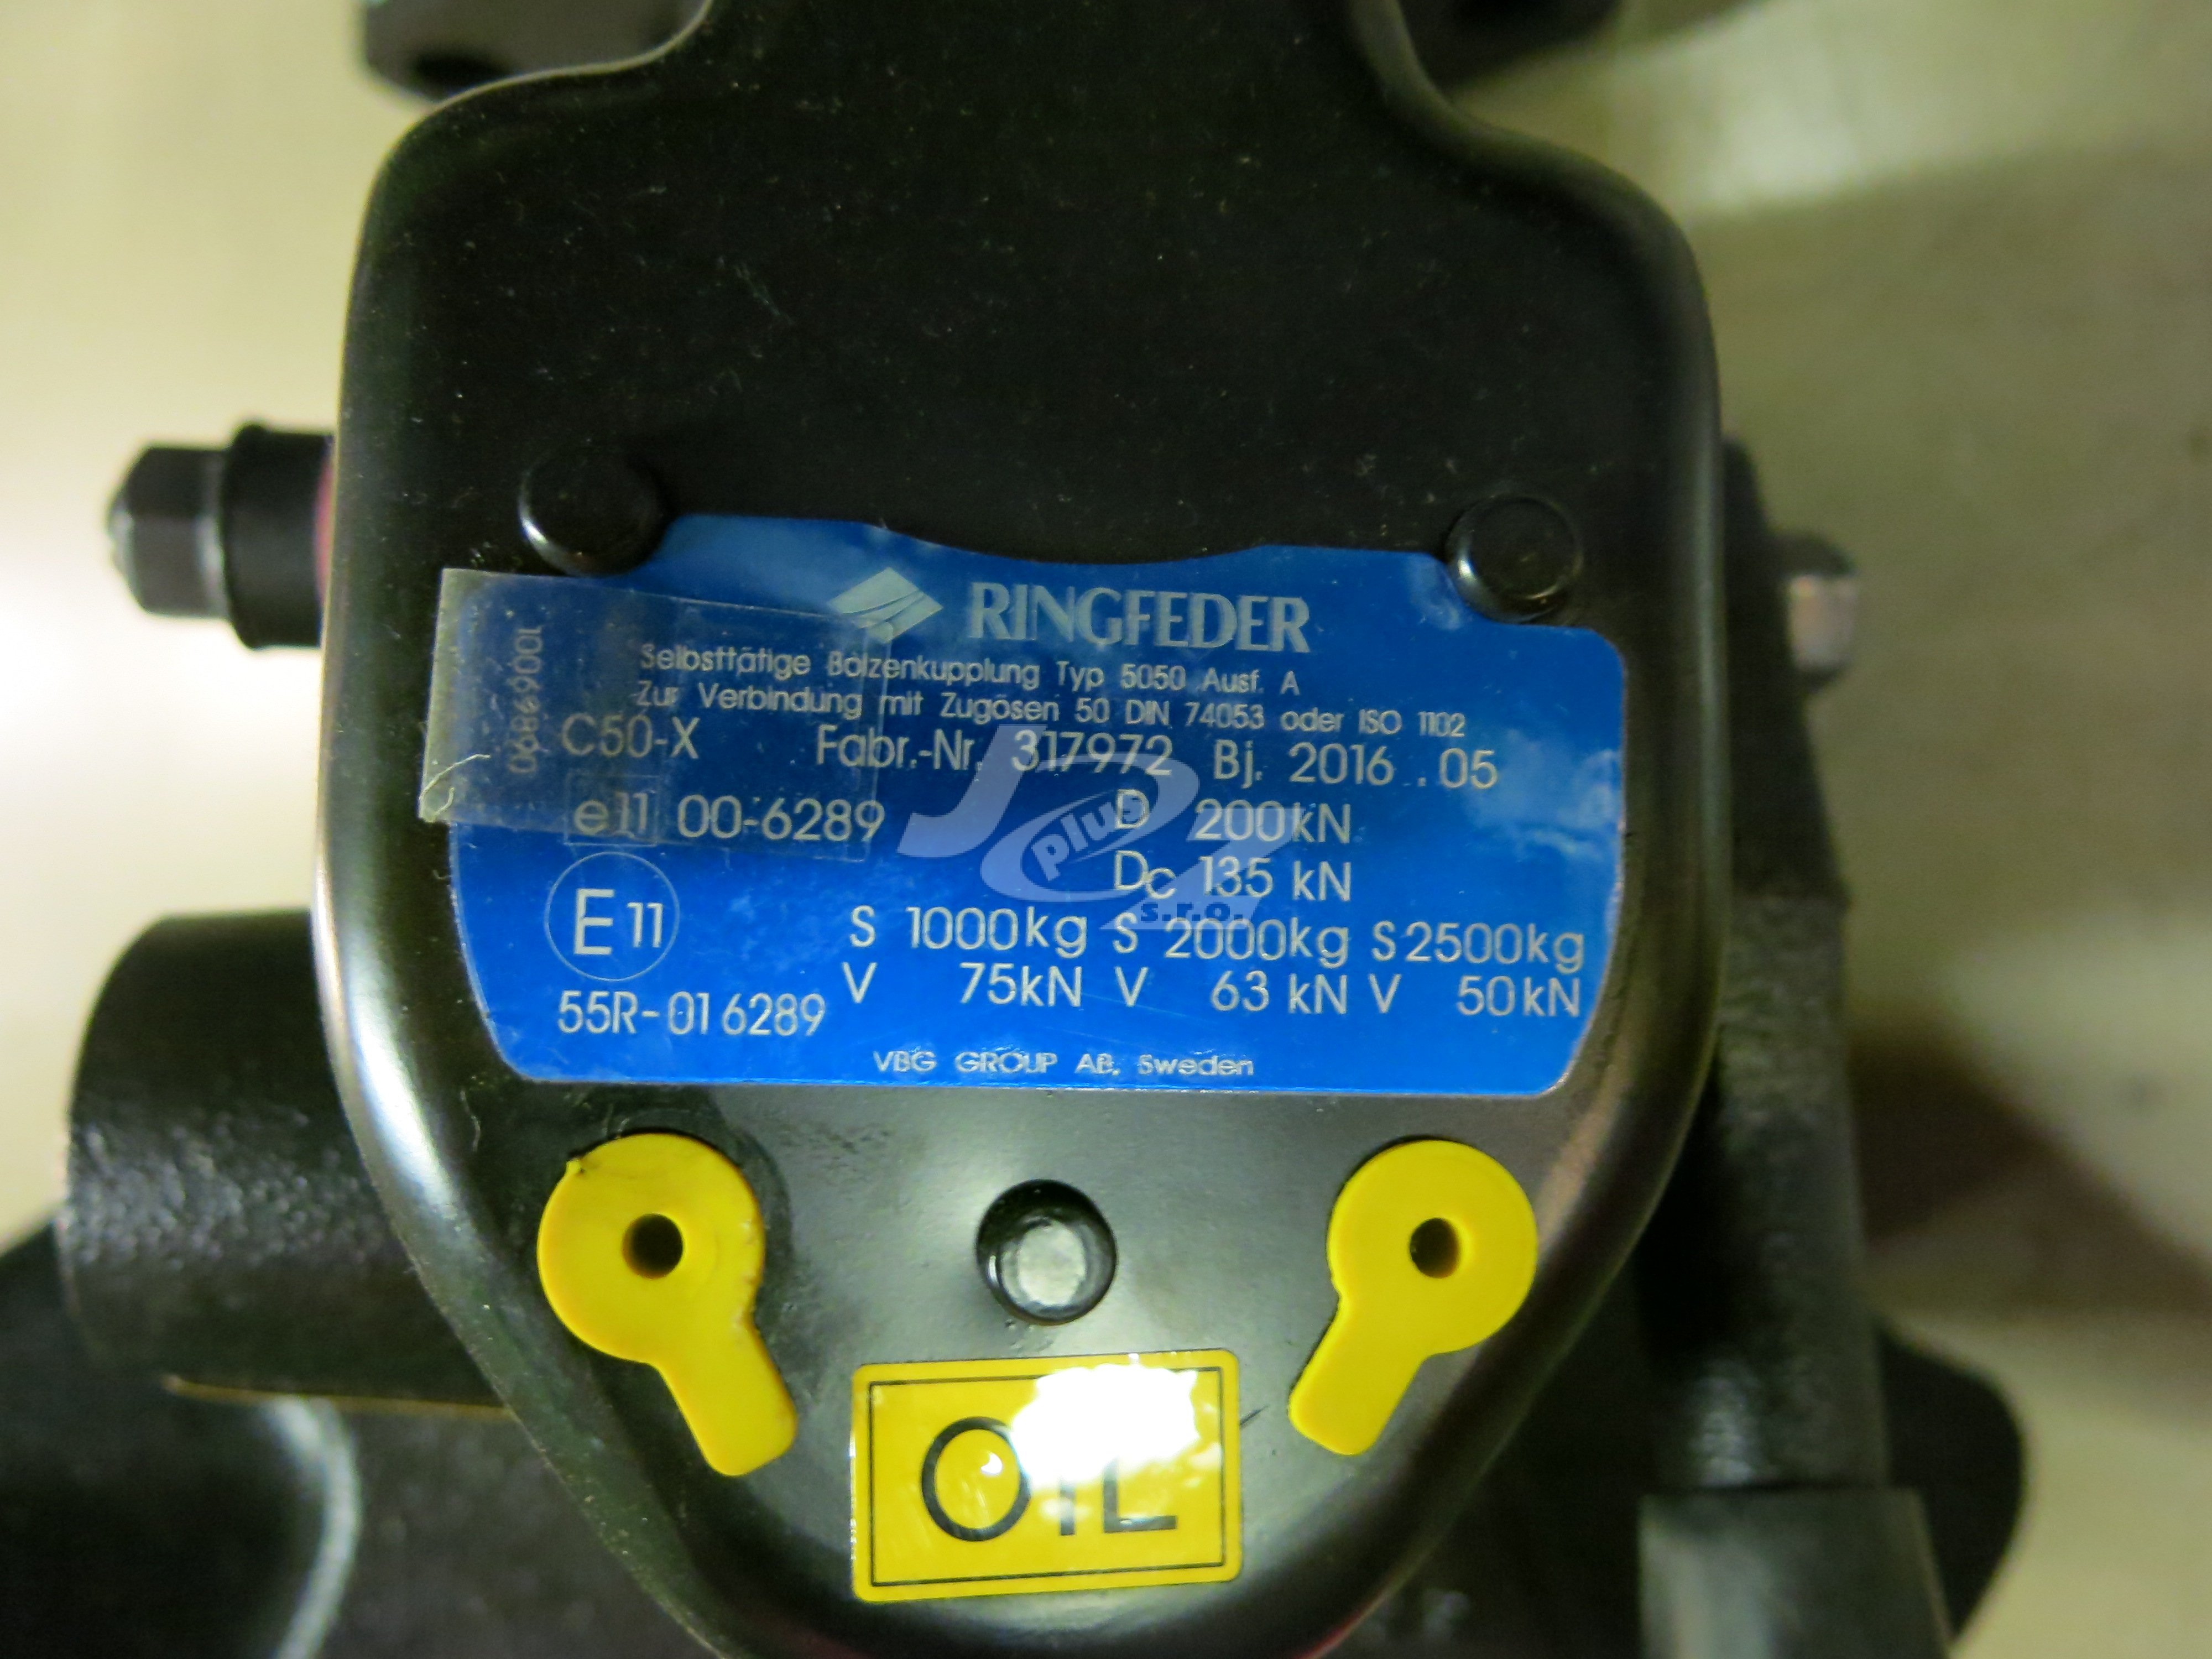 RINGFEDER
Selbsttätige Bolzenkupplung Typ 5050 Ausf. A
Zur Verbindung mit Zugösen 50 DIN 74053 oder ISO 1102
C50-X Fabr.-Nr. 317972 Bj. 2016.05
e11 00-6289 D 200kN
Dc 135 kN
E11 S 1000kg S 2000kg S 2500kg
V 75kN V 63 kN V 50kN
55R-01 6289
VBG GROUP AB, Sweden
10069890
J plus s.r.o.
OIL